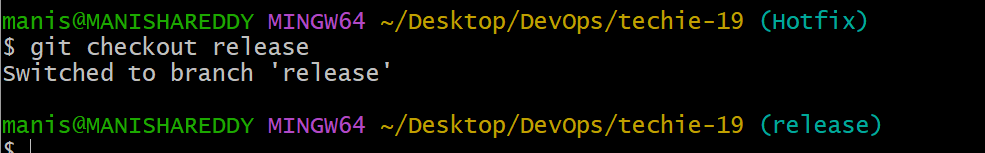 manis@MANISHAREDDY MINGW64 ~/Desktop/DevOps/techie-19 (Hotfix)
$ git checkout release
Switched to branch 'release'
manis@MANISHAREDDY MINGW64 ~/Desktop/DevOps/techie-19 (release)
$